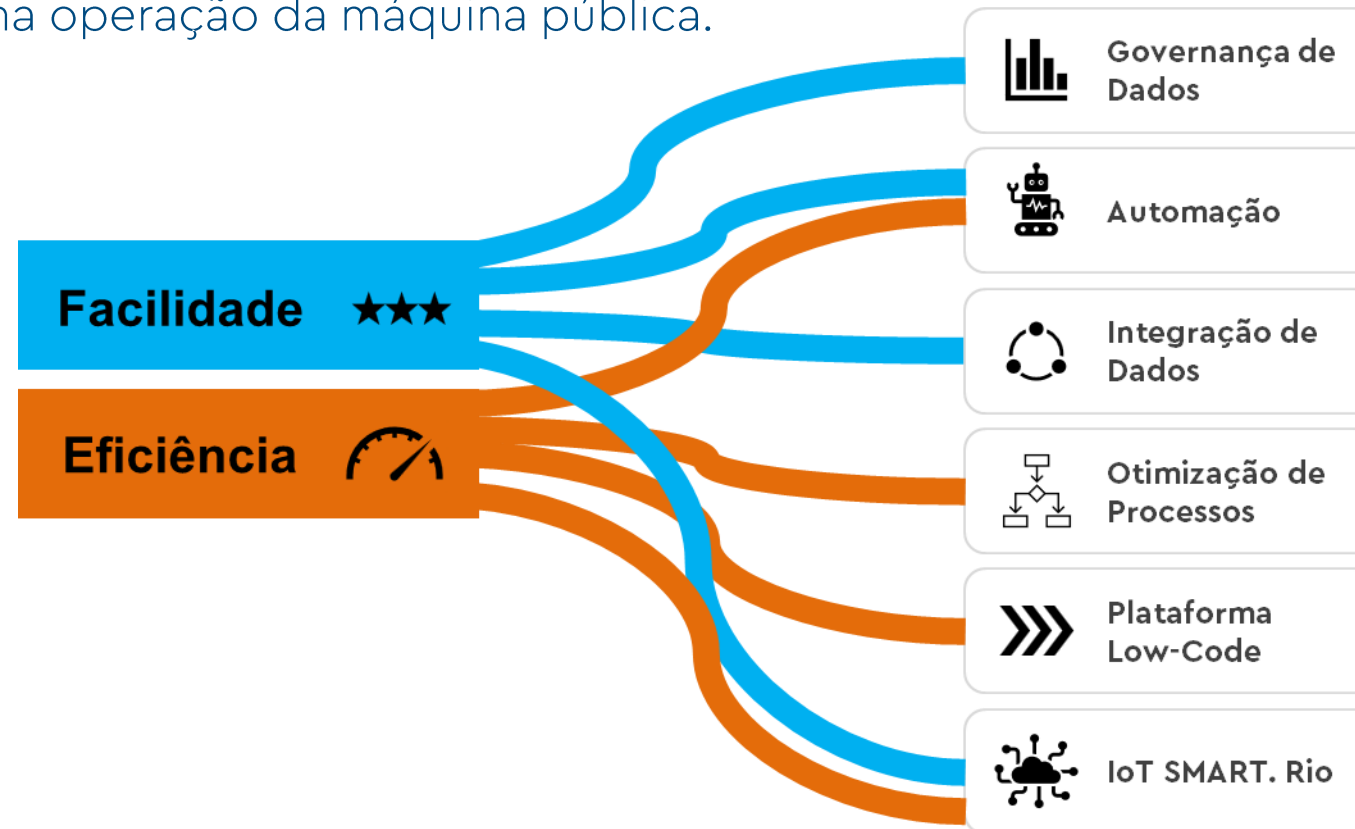 na operação da máquina pública.
Governança de
Dados
Automação
Facilidade
Integração de
Dados
Eficiência
Otimização de
Processos
Plataforma
Low-Code
IoT SMART. Rio